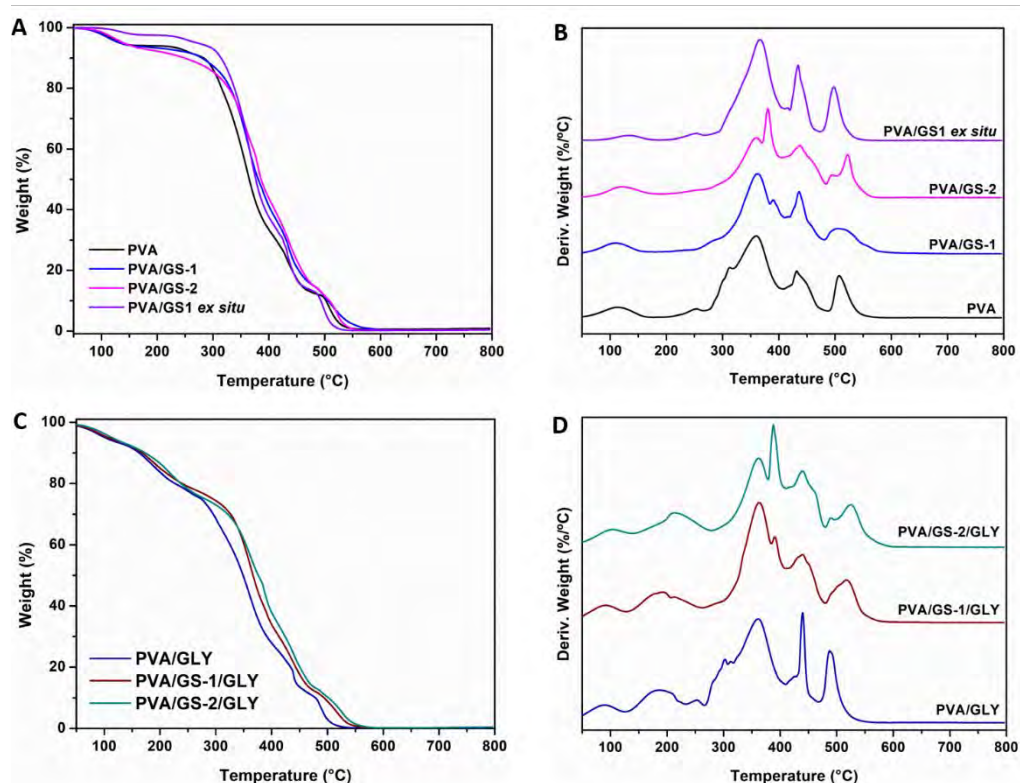 A
Weight (%)
100
80
60
40
20
0
PVA
PVA/GS-1
PVA/GS-2
PVA/GS1 ex situ
100 200 300 400 500 600 700 800
Temperature (°C)
B
Deriv. Weight (%/ºC)
PVA/GS1 ex situ
PVA/GS-2
PVA/GS-1
PVA
100 200 300 400 500 600 700 800
Temperature (°C)
C
Weight (%)
100
80
60
40
20
0
PVA/GLY
PVA/GS-1/GLY
PVA/GS-2/GLY
100 200 300 400 500 600 700 800
Temperature (°C)
D
Deriv. Weight (%/ºC)
PVA/GS-2/GLY
PVA/GS-1/GLY
PVA/GLY
100 200 300 400 500 600 700 800
Temperature (°C)